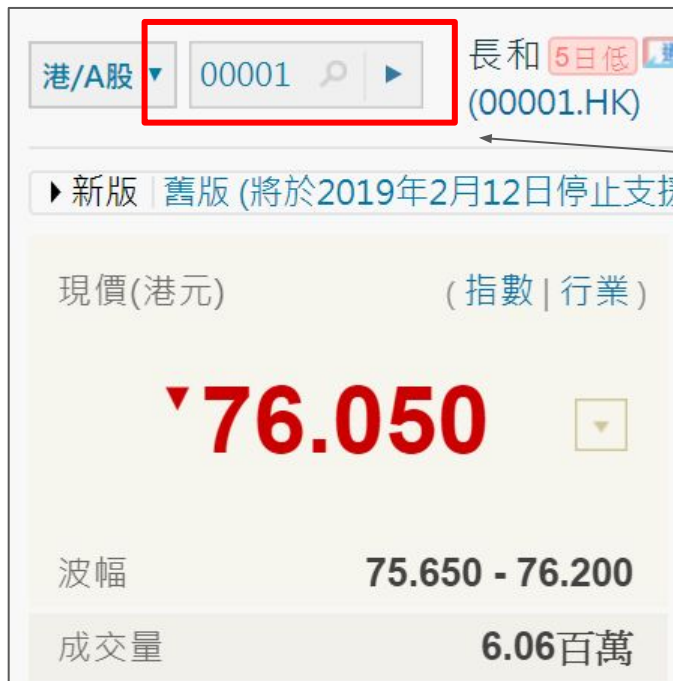 港/A股 ▼ 00001 ▶ 長和 5日低
(00001.HK)
▶新版 | 舊版 (將於2019年2月12日停止支援
現價(港元) ( 指數 | 行業 )
▼76.050
波幅 75.650 - 76.200
成交量 6.06百萬